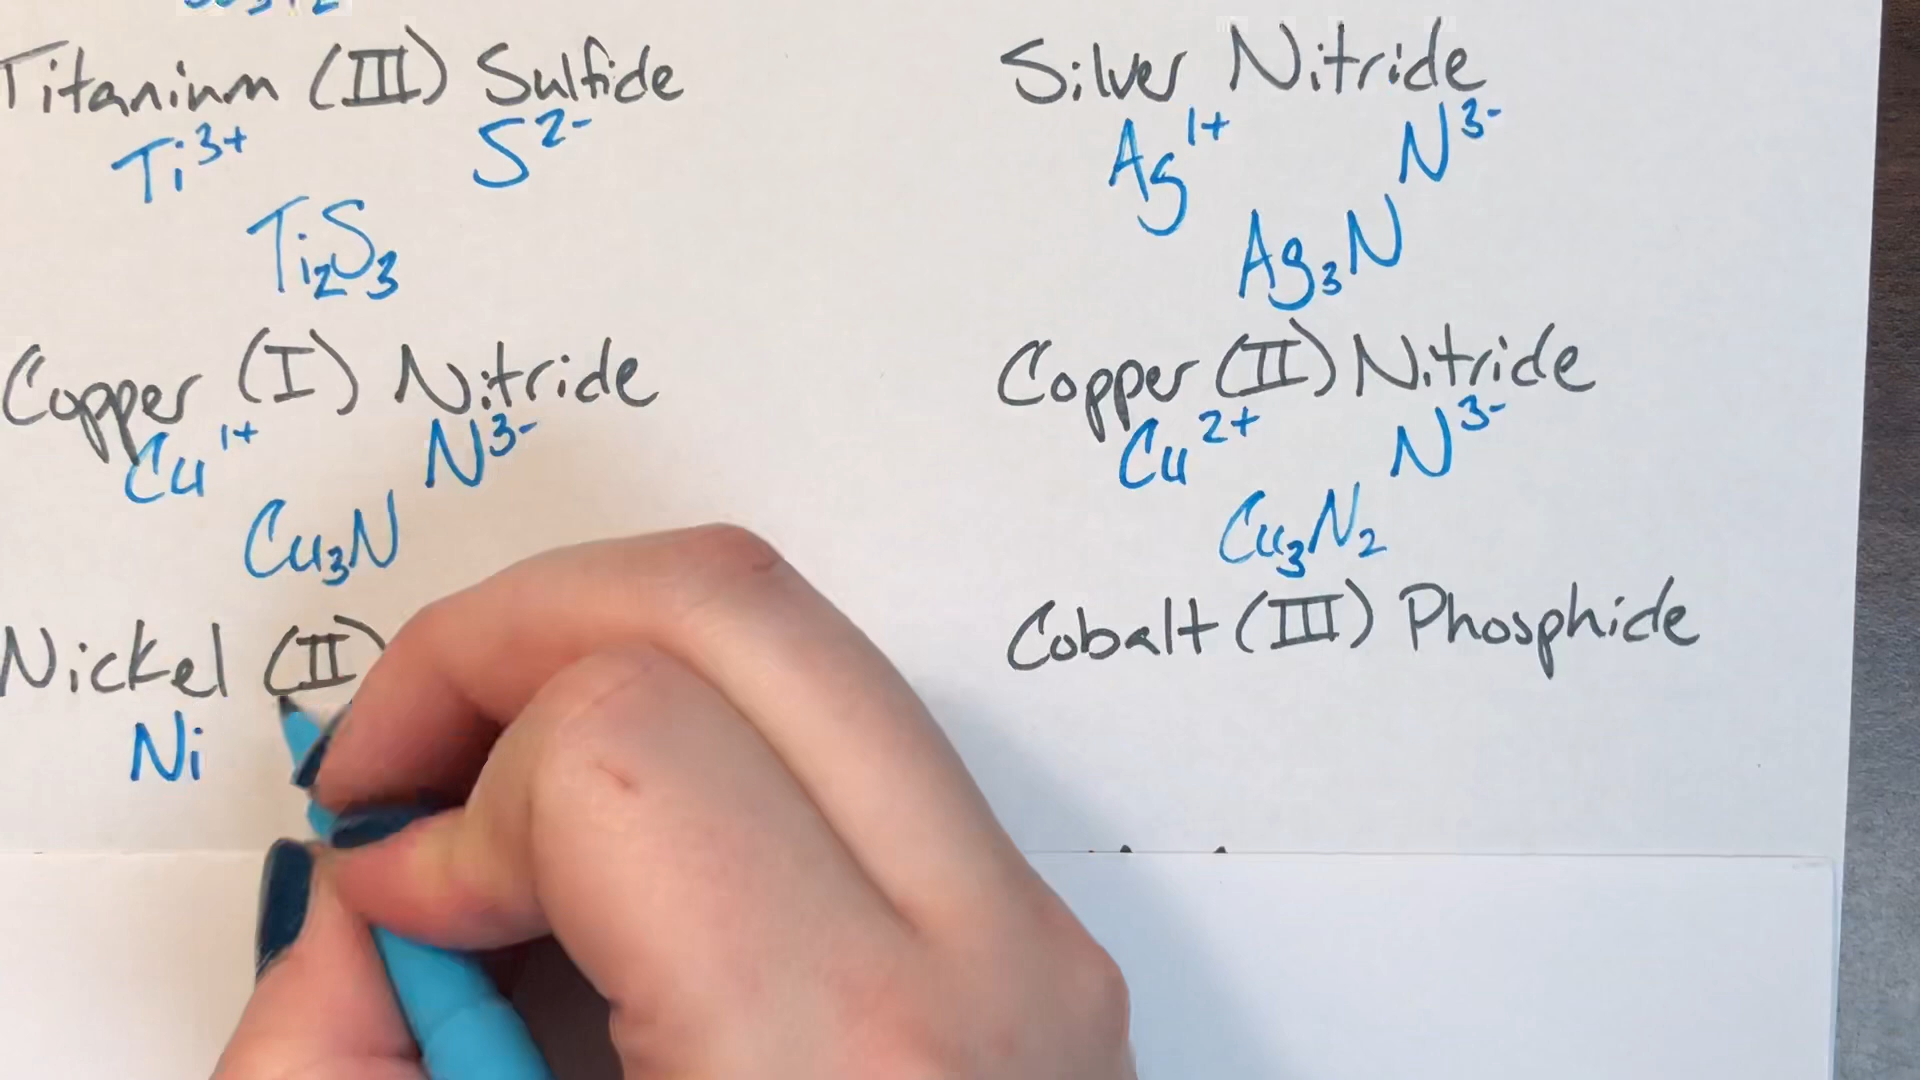 Titanium (III) Sulfide
Ti³⁺ S²⁻
Ti₂S₃
Copper (I) Nitride
Cu¹⁺ N³⁻
Cu₃N
Nickel (II)
Ni
Silver Nitride
Ag¹⁺ N³⁻
Ag₃N
Copper (II) Nitride
Cu²⁺ N³⁻
Cu₃N₂
Cobalt (III) Phosphide